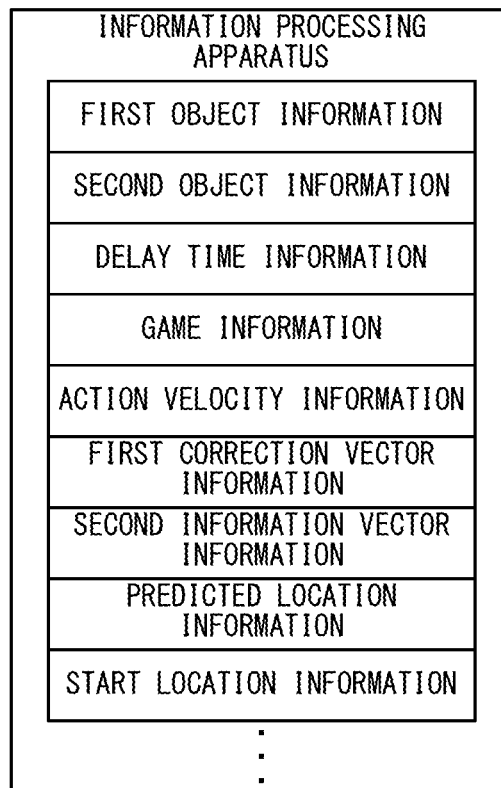 INFORMATION PROCESSING
APPARATUS
FIRST OBJECT INFORMATION
SECOND OBJECT INFORMATION
DELAY TIME INFORMATION
GAME INFORMATION
ACTION VELOCITY INFORMATION
FIRST CORRECTION VECTOR
INFORMATION
SECOND INFORMATION VECTOR
INFORMATION
PREDICTED LOCATION
INFORMATION
START LOCATION INFORMATION